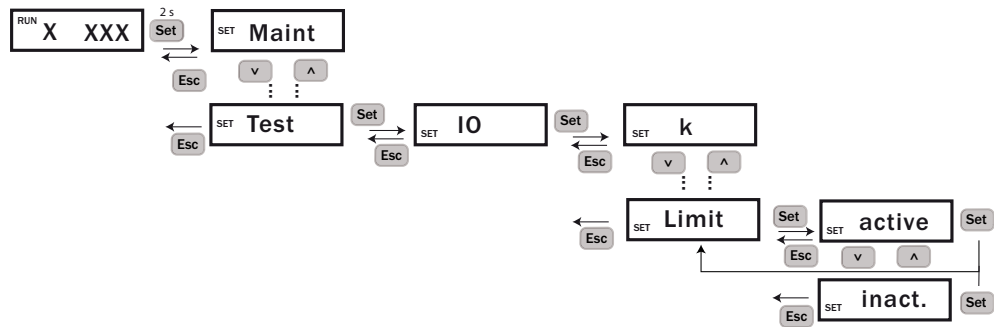 2 s
RUN X XXX Set SET Maint
Esc v ^
SET Test Set SET IO Set SET k
Esc Esc Esc v ^
SET Limit Set SET active Set
Esc Esc v ^
SET inact. Set
Esc